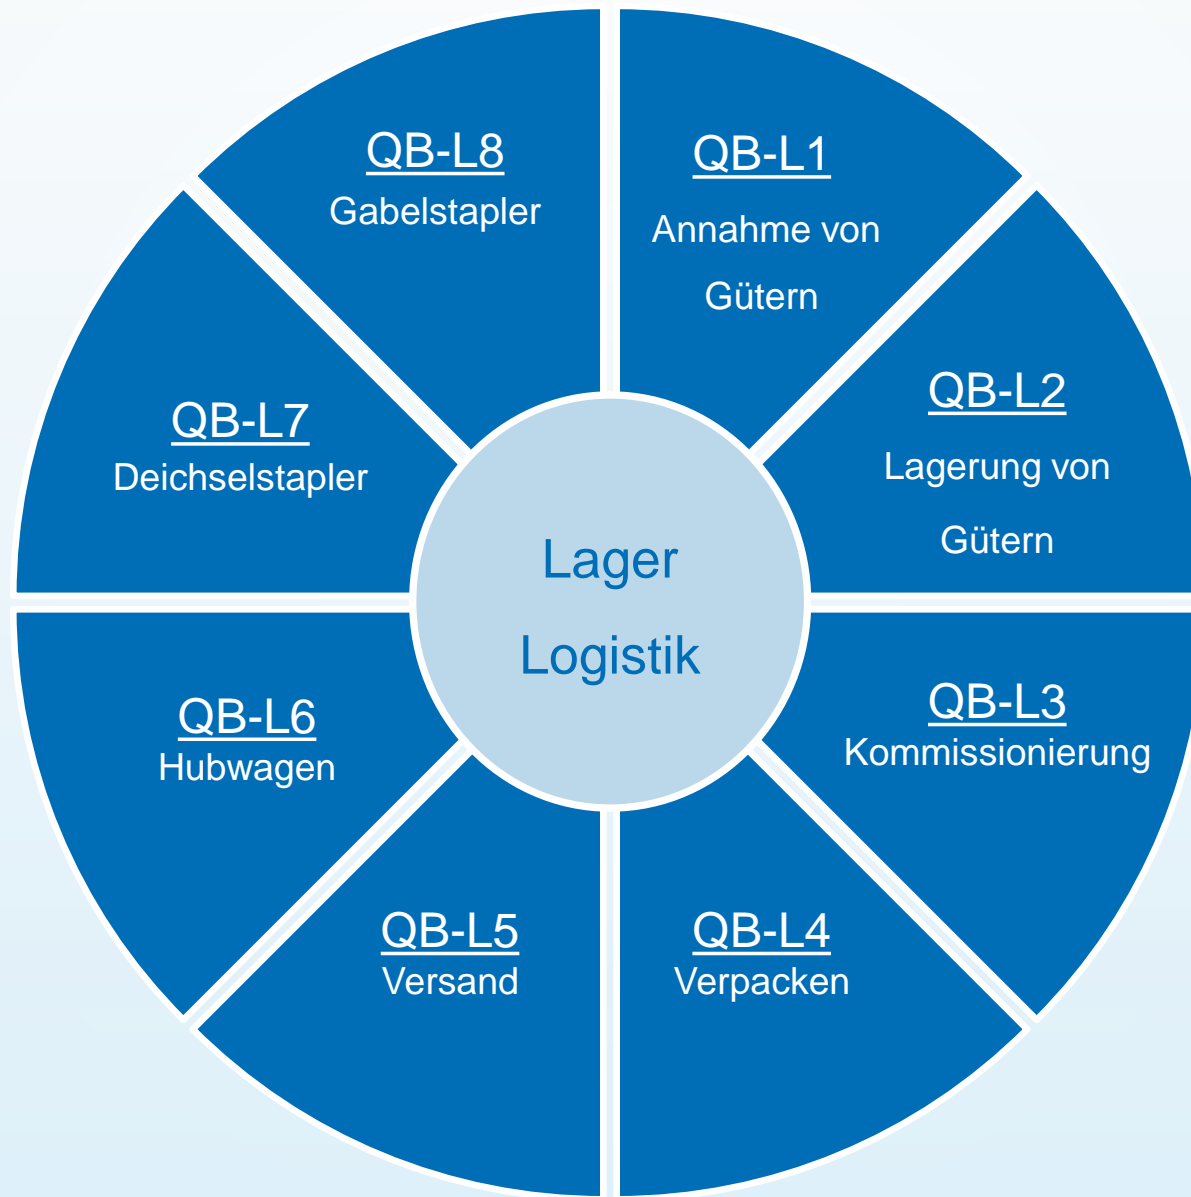 QB-L8
Gabelstapler
QB-L1
Annahme von
Gütern
QB-L2
Lagerung von
Gütern
QB-L7
Deichselstapler
Lager
Logistik
QB-L3
Kommissionierung
QB-L6
Hubwagen
QB-L5
Versand
QB-L4
Verpacken